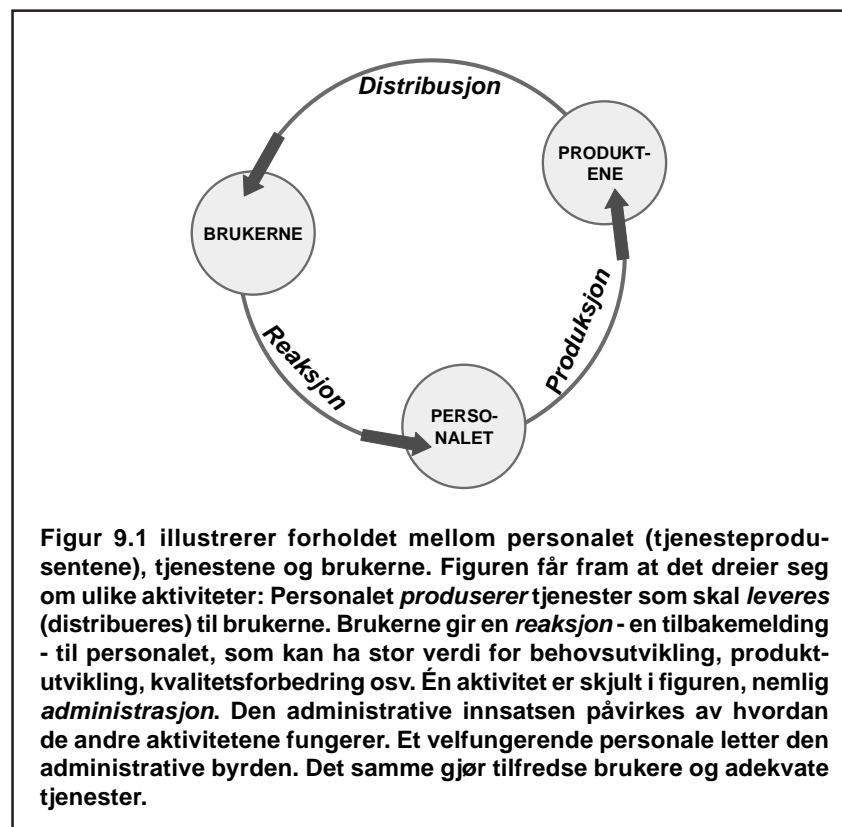 Distribusjon
PRODUKT-
ENE
BRUKERNE
Reaksjon
Produksjon
PERSO-
NALET
Figur 9.1 illustrerer forholdet mellom personalet (tjenesteprodu-
sentene), tjenestene og brukerne. Figuren får fram at det dreier seg
om ulike aktiviteter: Personalet produserer tjenester som skal leveres
(distribueres) til brukerne. Brukerne gir en reaksjon - en tilbakemelding
- til personalet, som kan ha stor verdi for behovsutvikling, produkt-
utvikling, kvalitetsforbedring osv. Én aktivitet er skjult i figuren, nemlig
administrasjon. Den administrative innsatsen påvirkes av hvordan
de andre aktivitetene fungerer. Et velfungerende personale letter den
administrative byrden. Det samme gjør tilfredse brukere og adekvate
tjenester.